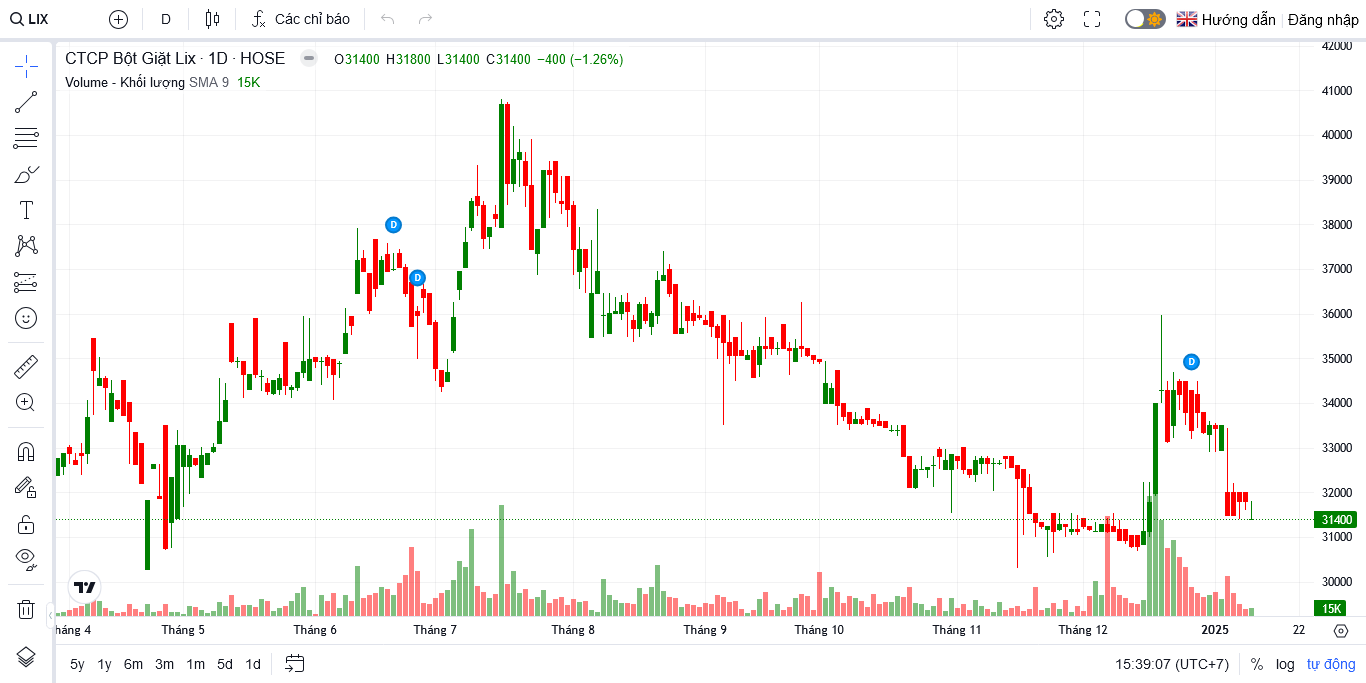 LIX D Các chỉ báo Hướng dẫn Đăng nhập
CTCP Bột Giặt Lix · 1D · HOSE O31400 H31800 L31400 C31400 −400 (−1.26%)
Volume - Khối lượng SMA 9 15K
42000
41000
40000
39000
38000
37000
36000
35000
34000
33000
32000
31400
31000
30000
15K
D
D
D
háng 4 Tháng 5 Tháng 6 Tháng 7 Tháng 8 Tháng 9 Tháng 10 Tháng 11 Tháng 12 2025 22
5y 1y 6m 3m 1m 5d 1d 15:39:07 (UTC+7) % log tự động